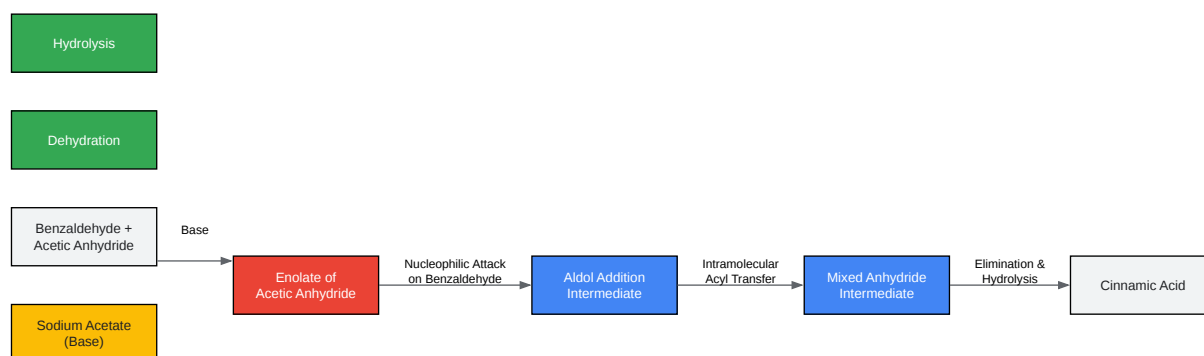 Hydrolysis
Dehydration
Benzaldehyde +
Acetic Anhydride
Base
Sodium Acetate
(Base)
Enolate of
Acetic Anhydride
Nucleophilic Attack
on Benzaldehyde
Aldol Addition
Intermediate
Intramolecular
Acyl Transfer
Mixed Anhydride
Intermediate
Elimination &
Hydrolysis
Cinnamic Acid